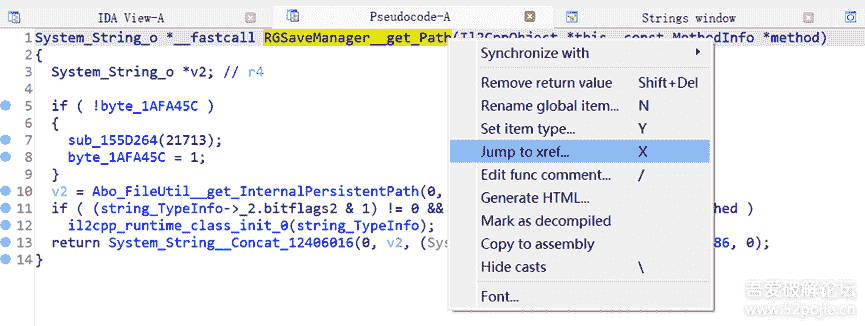 IDA View-A Pseudocode-A Strings window
1 System_String_o *__fastcall RGSaveManager__get_Path(Il2CppObject *this, const MethodInfo *method)
2 {
3 System_String_o *v2; // r4
4
5 if ( !byte_1AFA45C )
6 {
7 sub_155D264(21713);
8 byte_1AFA45C = 1;
9 }
10 v2 = Abo_FileUtil__get_InternalPersistentPath(0,
11 if ( (string_TypeInfo->_2.bitflags2 & 1) != 0 && hed )
12 il2cpp_runtime_class_init_0(string_TypeInfo);
13 return System_String__Concat_12406016(0, v2, (Sys 86, 0);
14 }
Synchronize with
Remove return value Shift+Del
Rename global item... N
Set item type... Y
Jump to xref... X
Edit func comment... /
Generate HTML...
Mark as decompiled
Copy to assembly
Hide casts \
Font...
吾爱破解论坛
www.52pojie.cn